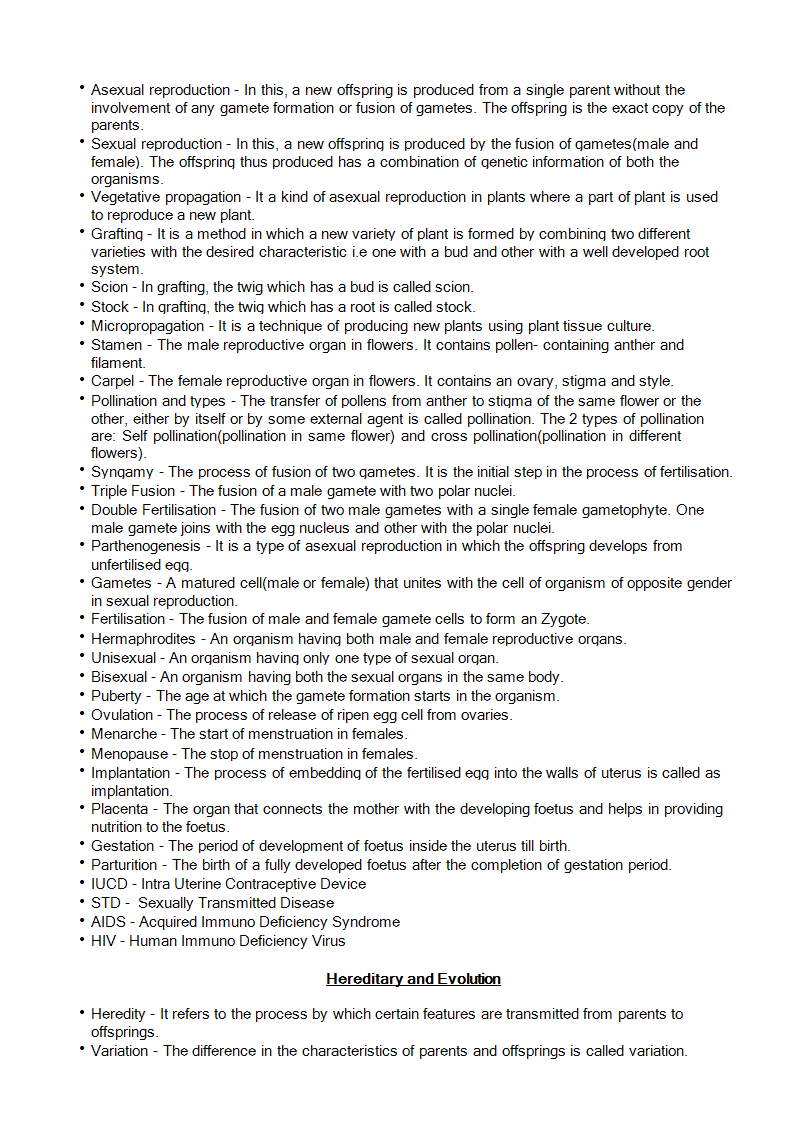 • Asexual reproduction - In this, a new offspring is produced from a single parent without the
involvement of any gamete formation or fusion of gametes. The offspring is the exact copy of the
parents.
• Sexual reproduction - In this, a new offspring is produced by the fusion of gametes(male and
female). The offspring thus produced has a combination of genetic information of both the
organisms.
• Vegetative propagation - It a kind of asexual reproduction in plants where a part of plant is used
to reproduce a new plant.
• Grafting - It is a method in which a new variety of plant is formed by combining two different
varieties with the desired characteristic i.e one with a bud and other with a well developed root
system.
• Scion - In grafting, the twig which has a bud is called scion.
• Stock - In grafting, the twig which has a root is called stock.
• Micropropagation - It is a technique of producing new plants using plant tissue culture.
• Stamen - The male reproductive organ in flowers. It contains pollen- containing anther and
filament.
• Carpel - The female reproductive organ in flowers. It contains an ovary, stigma and style.
• Pollination and types - The transfer of pollens from anther to stigma of the same flower or the
other, either by itself or by some external agent is called pollination. The 2 types of pollination
are: Self pollination(pollination in same flower) and cross pollination(pollination in different
flowers).
• Syngamy - The process of fusion of two gametes. It is the initial step in the process of fertilisation.
• Triple Fusion - The fusion of a male gamete with two polar nuclei.
• Double Fertilisation - The fusion of two male gametes with a single female gametophyte. One
male gamete joins with the egg nucleus and other with the polar nuclei.
• Parthenogenesis - It is a type of asexual reproduction in which the offspring develops from
unfertilised egg.
• Gametes - A matured cell(male or female) that unites with the cell of organism of opposite gender
in sexual reproduction.
• Fertilisation - The fusion of male and female gamete cells to form an Zygote.
• Hermaphrodites - An organism having both male and female reproductive organs.
• Unisexual - An organism having only one type of sexual organ.
• Bisexual - An organism having both the sexual organs in the same body.
• Puberty - The age at which the gamete formation starts in the organism.
• Ovulation - The process of release of ripen egg cell from ovaries.
• Menarche - The start of menstruation in females.
• Menopause - The stop of menstruation in females.
• Implantation - The process of embedding of the fertilised egg into the walls of uterus is called as
implantation.
• Placenta - The organ that connects the mother with the developing foetus and helps in providing
nutrition to the foetus.
• Gestation - The period of development of foetus inside the uterus till birth.
• Parturition - The birth of a fully developed foetus after the completion of gestation period.
• IUCD - Intra Uterine Contraceptive Device
• STD - Sexually Transmitted Disease
• AIDS - Acquired Immuno Deficiency Syndrome
• HIV - Human Immuno Deficiency Virus
Hereditary and Evolution
• Heredity - It refers to the process by which certain features are transmitted from parents to
offsprings.
• Variation - The difference in the characteristics of parents and offsprings is called variation.